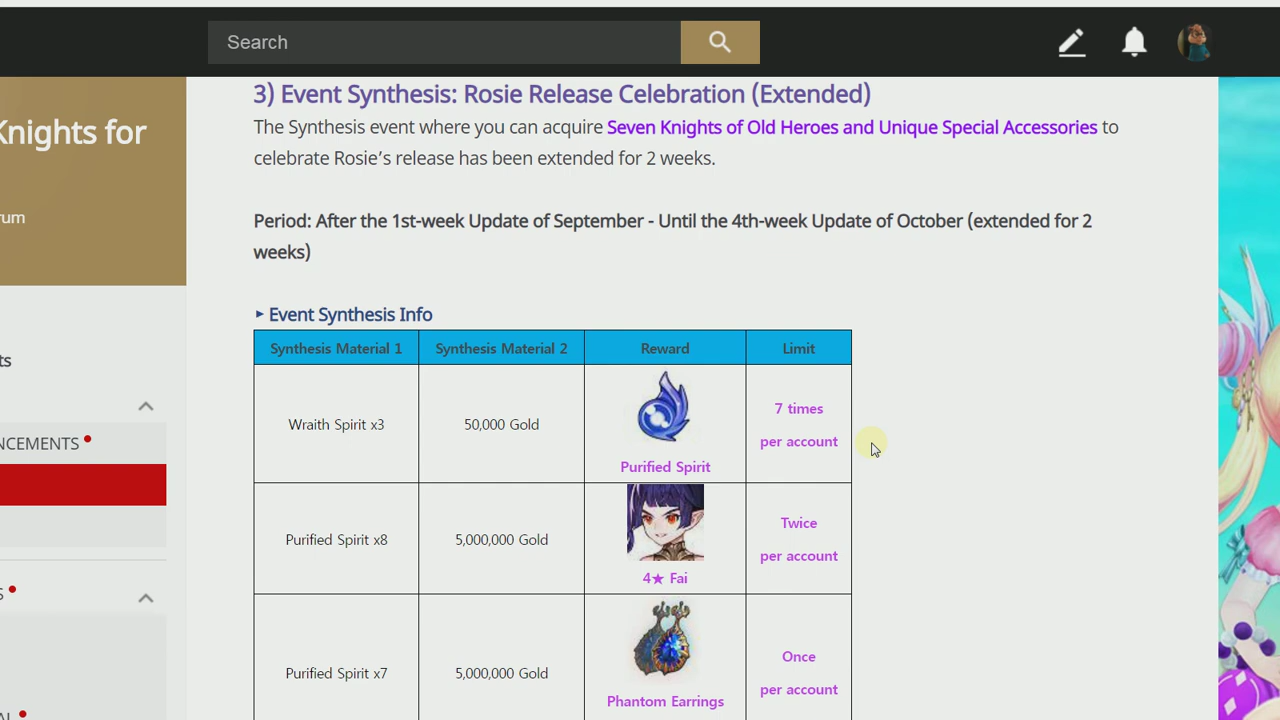 Search
3) Event Synthesis: Rosie Release Celebration (Extended)
The Synthesis event where you can acquire Seven Knights of Old Heroes and Unique Special Accessories to
celebrate Rosie's release has been extended for 2 weeks.
Period: After the 1st-week Update of September - Until the 4th-week Update of October (extended for 2
weeks)
▸ Event Synthesis Info
Synthesis Material 1 Synthesis Material 2 Reward Limit
Wraith Spirit x3 50,000 Gold Purified Spirit 7 times
per account
Purified Spirit x8 5,000,000 Gold 4★ Fai Twice
per account
Purified Spirit x7 5,000,000 Gold Phantom Earrings Once
per account
Knights for
rum
ts
NCEMENTS
S
AL